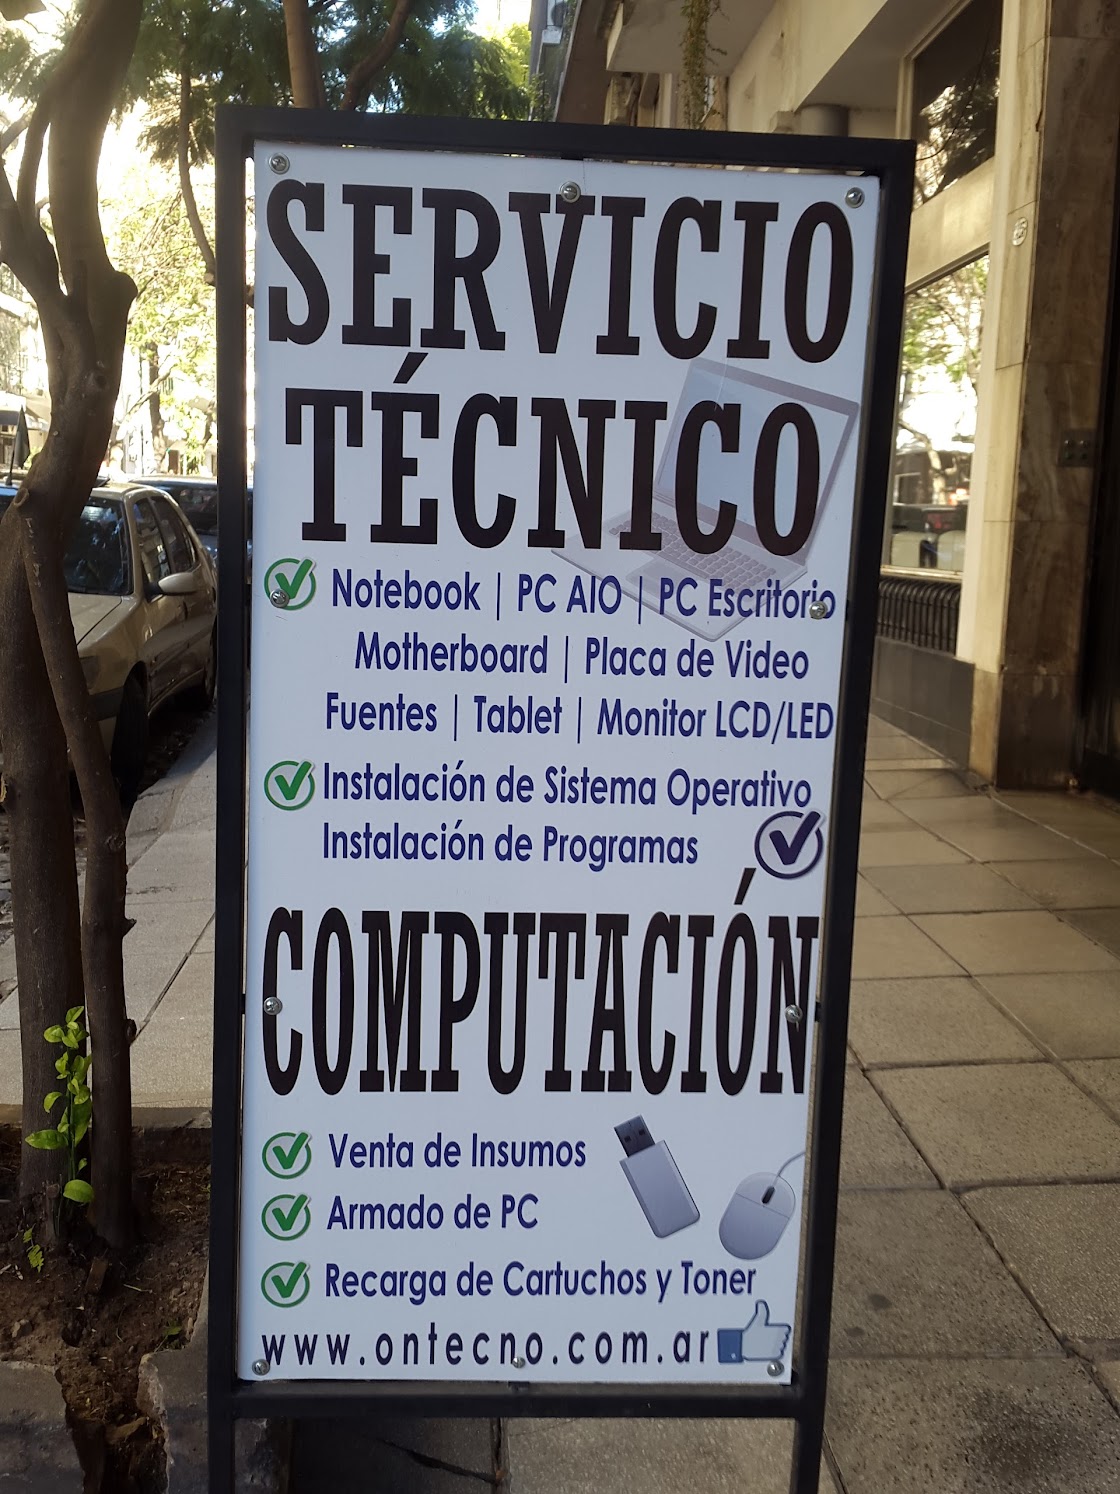 SERVICIO
TÉCNICO
Notebook | PC AIO | PC Escritorio
Motherboard | Placa de Video
Fuentes | Tablet | Monitor LCD/LED
Instalación de Sistema Operativo
Instalación de Programas
COMPUTACIÓN
Venta de Insumos
Armado de PC
Recarga de Cartuchos y Toner
www.ontecno.com.ar